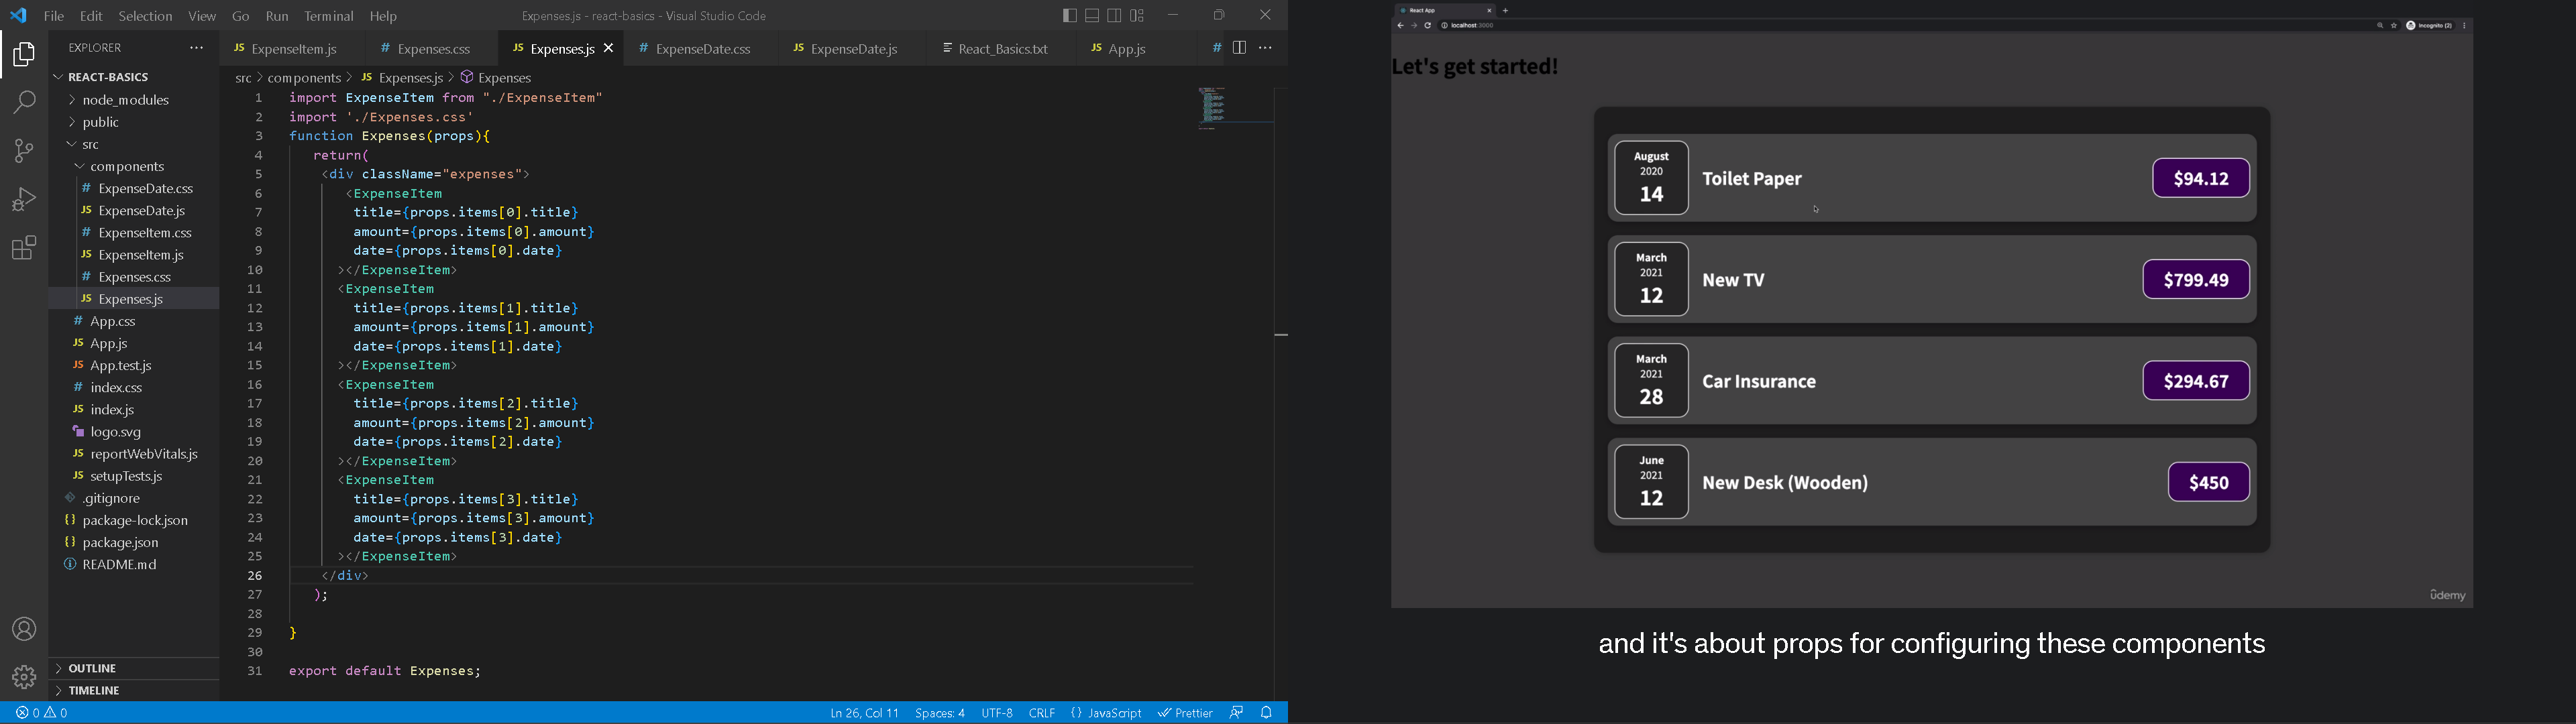 File Edit Selection View Go Run Terminal Help
Expenses.js - react-basics - Visual Studio Code
EXPLORER
REACT-BASICS
node_modules
public
src
components
ExpenseDate.css
ExpenseDate.js
ExpenseItem.css
ExpenseItem.js
Expenses.css
Expenses.js
App.css
App.js
App.test.js
index.css
index.js
logo.svg
reportWebVitals.js
setupTests.js
.gitignore
package-lock.json
package.json
README.md
OUTLINE
TIMELINE
ExpenseItem.js Expenses.css Expenses.js ExpenseDate.css ExpenseDate.js React_Basics.txt App.js
src > components > JS Expenses.js > Expenses
1 import ExpenseItem from "./ExpenseItem"
2 import './Expenses.css'
3 function Expenses(props){
4 return(
5 <div className="expenses">
6 <ExpenseItem
7 title={props.items[0].title}
8 amount={props.items[0].amount}
9 date={props.items[0].date}
10 ></ExpenseItem>
11 <ExpenseItem
12 title={props.items[1].title}
13 amount={props.items[1].amount}
14 date={props.items[1].date}
15 ></ExpenseItem>
16 <ExpenseItem
17 title={props.items[2].title}
18 amount={props.items[2].amount}
19 date={props.items[2].date}
20 ></ExpenseItem>
21 <ExpenseItem
22 title={props.items[3].title}
23 amount={props.items[3].amount}
24 date={props.items[3].date}
25 ></ExpenseItem>
26 </div>
27 );
28
29 }
30
31 export default Expenses;
0 0
Ln 26, Col 11 Spaces: 4 UTF-8 CRLF {} JavaScript Prettier
React App
localhost:3000
Incognito (2)
Let's get started!
August
2020
14
Toilet Paper
$94.12
March
2021
12
New TV
$799.49
March
2021
28
Car Insurance
$294.67
June
2021
12
New Desk (Wooden)
$450
ûdemy
and it's about props for configuring these components